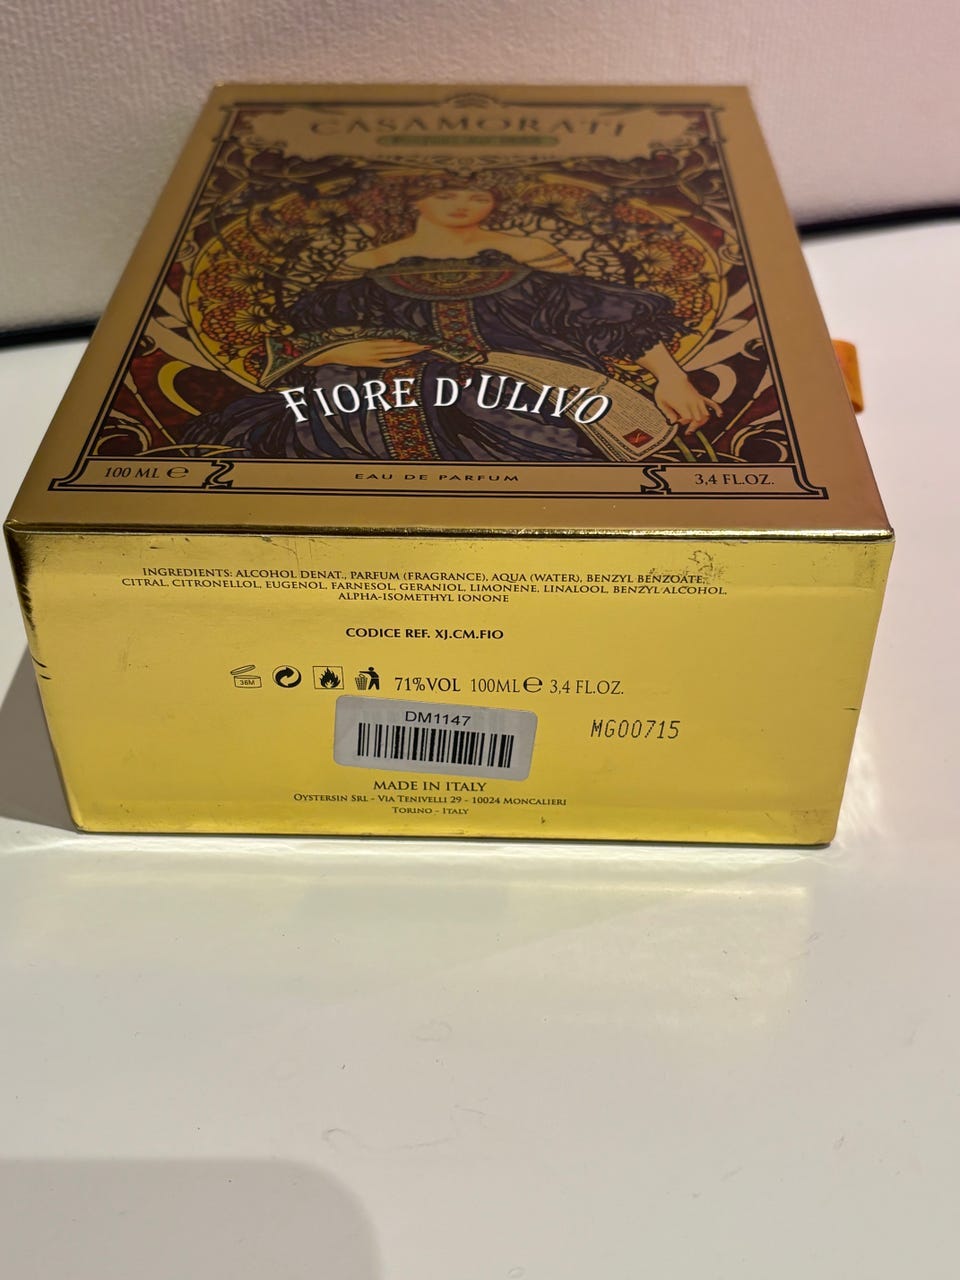 CASAMORATI
FIORE D'ULIVO
100 ML ℮ EAU DE PARFUM 3,4 FL.OZ.
INGREDIENTS: ALCOHOL DENAT., PARFUM (FRAGRANCE), AQUA (WATER), BENZYL BENZOATE,
CITRAL, CITRONELLOL, EUGENOL, FARNESOL, GERANIOL, LIMONENE, LINALOOL, BENZYL ALCOHOL,
ALPHA-ISOMETHYL IONONE
CODICE REF. XJ.CM.FIO
36M 71%VOL 100ML℮ 3,4 FL.OZ.
DM1147
MG00715
MADE IN ITALY
OYSTERSIN SRL - VIA TENIVELLI 29 - 10024 MONCALIERI
TORINO - ITALY